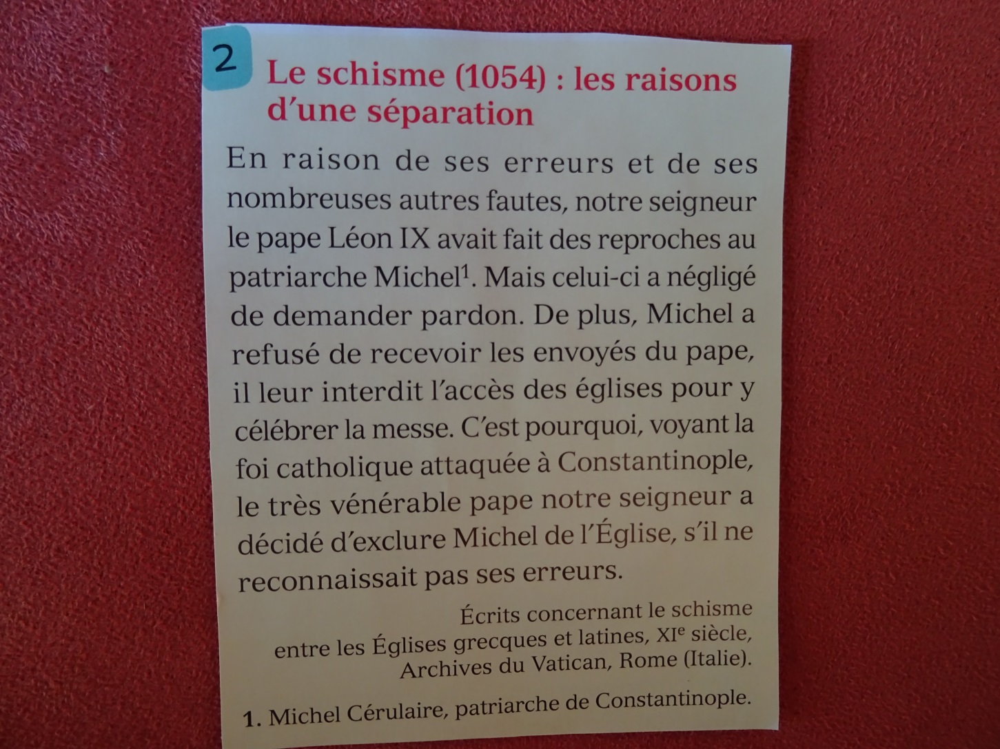 2
Le schisme (1054) : les raisons
d'une séparation
En raison de ses erreurs et de ses
nombreuses autres fautes, notre seigneur
le pape Léon IX avait fait des reproches au
patriarche Michel¹. Mais celui-ci a négligé
de demander pardon. De plus, Michel a
refusé de recevoir les envoyés du pape,
il leur interdit l'accès des églises pour y
célébrer la messe. C'est pourquoi, voyant la
foi catholique attaquée à Constantinople,
le très vénérable pape notre seigneur a
décidé d'exclure Michel de l'Église, s'il ne
reconnaissait pas ses erreurs.
Écrits concernant le schisme
entre les Églises grecques et latines, XIᵉ siècle,
Archives du Vatican, Rome (Italie).
1. Michel Cérulaire, patriarche de Constantinople.